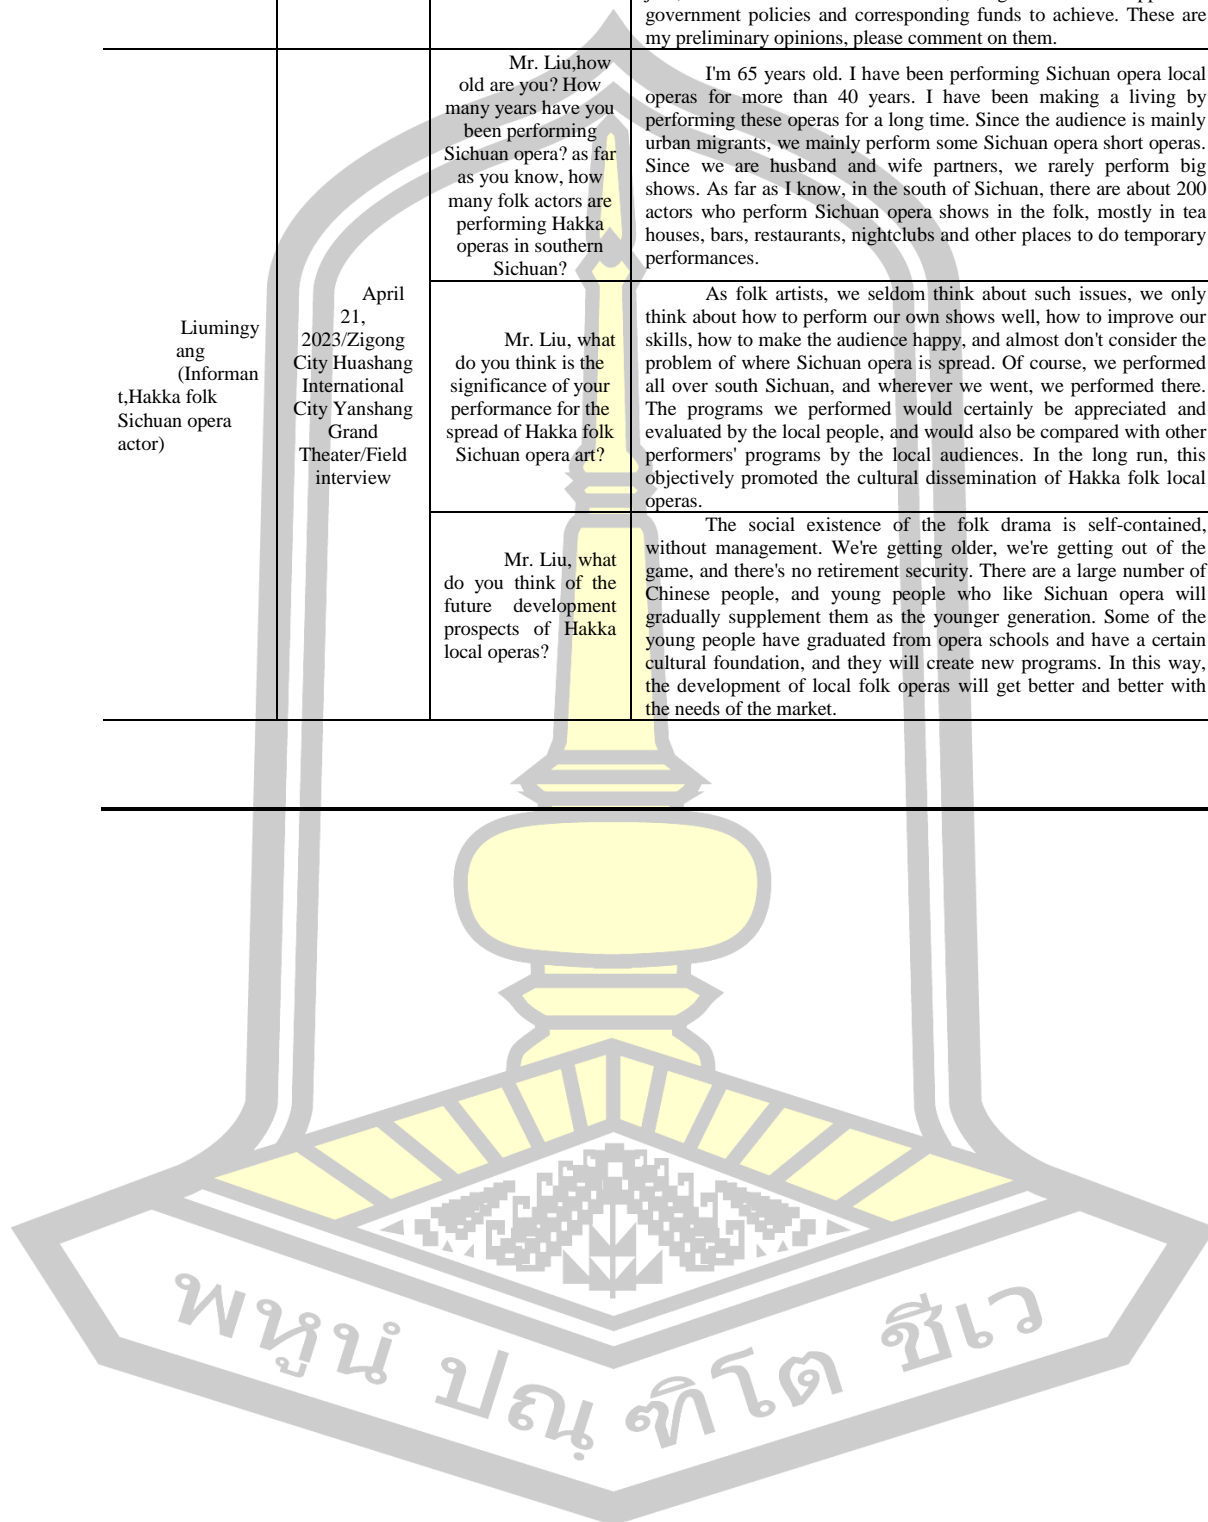 government policies and corresponding funds to achieve. These are
my preliminary opinions, please comment on them.
Liumingy
ang
(Informan
t,Hakka folk
Sichuan opera
actor)
April
21,
2023/Zigong
City Huashang
International
City Yanshang
Grand
Theater/Field
interview
Mr. Liu,how
old are you? How
many years have you
been performing
Sichuan opera? as far
as you know, how
many folk actors are
performing Hakka
operas in southern
Sichuan?
I'm 65 years old. I have been performing Sichuan opera local
operas for more than 40 years. I have been making a living by
performing these operas for a long time. Since the audience is mainly
urban migrants, we mainly perform some Sichuan opera short operas.
Since we are husband and wife partners, we rarely perform big
shows. As far as I know, in the south of Sichuan, there are about 200
actors who perform Sichuan opera shows in the folk, mostly in tea
houses, bars, restaurants, nightclubs and other places to do temporary
performances.
Mr. Liu, what
do you think is the
significance of your
performance for the
spread of Hakka folk
Sichuan opera art?
As folk artists, we seldom think about such issues, we only
think about how to perform our own shows well, how to improve our
skills, how to make the audience happy, and almost don't consider the
problem of where Sichuan opera is spread. Of course, we performed
all over south Sichuan, and wherever we went, we performed there.
The programs we performed would certainly be appreciated and
evaluated by the local people, and would also be compared with other
performers' programs by the local audiences. In the long run, this
objectively promoted the cultural dissemination of Hakka folk local
operas.
Mr. Liu, what
do you think of the
future development
prospects of Hakka
local operas?
The social existence of the folk drama is self-contained,
without management. We're getting older, we're getting out of the
game, and there's no retirement security. There are a large number of
Chinese people, and young people who like Sichuan opera will
gradually supplement them as the younger generation. Some of the
young people have graduated from opera schools and have a certain
cultural foundation, and they will create new programs. In this way,
the development of local folk operas will get better and better with
the needs of the market.
พหูนํ ปณฺฑิโต ชีเว